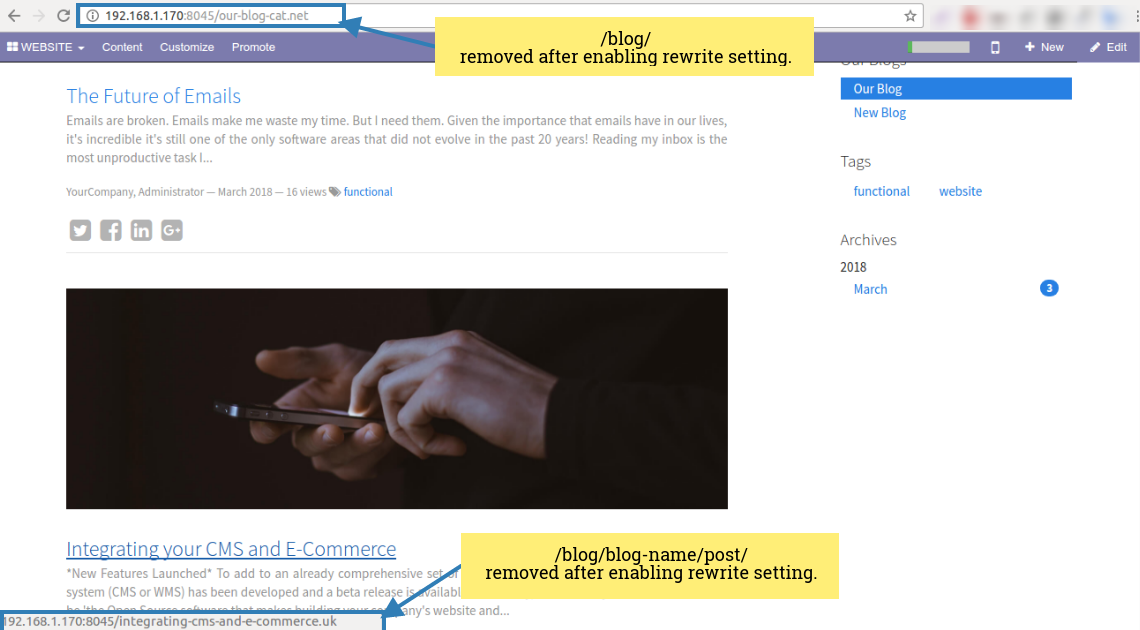 192.168.1.170:8045/our-blog-cat.net
/blog/
removed after enabling rewrite setting.
WEBSITE Content Customize Promote
New Edit
Our Blogs
Our Blog
New Blog
The Future of Emails
Emails are broken. Emails make me waste my time. But I need them. Given the importance that emails have in our lives,
it's incredible it's still one of the only software areas that did not evolve in the past 20 years! Reading my inbox is the
most unproductive task I...
YourCompany, Administrator — March 2018 — 16 views functional
Tags
functional website
Archives
2018
March 3
Integrating your CMS and E-Commerce
/blog/blog-name/post/
removed after enabling rewrite setting.
*New Features Launched* To add to an already comprehensive set of
system (CMS or WMS) has been developed and a beta release is
be 'the Open Source software that makes building your company's website and...
192.168.1.170:8045/integrating-cms-and-e-commerce.uk